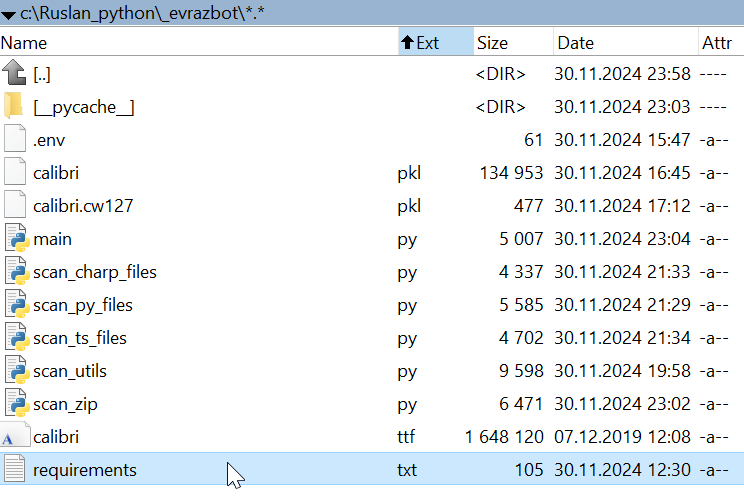 c:\Ruslan_python\_evrazbot\*.*
Name Ext Size Date Attr
[..] <DIR> 30.11.2024 23:58 ----
[__pycache__] <DIR> 30.11.2024 23:03 ----
.env 61 30.11.2024 15:47 -a--
calibri pkl 134 953 30.11.2024 16:45 -a--
calibri.cw127 pkl 477 30.11.2024 17:12 -a--
main py 5 007 30.11.2024 23:04 -a--
scan_charp_files py 4 337 30.11.2024 21:33 -a--
scan_py_files py 5 585 30.11.2024 21:29 -a--
scan_ts_files py 4 702 30.11.2024 21:34 -a--
scan_utils py 9 598 30.11.2024 19:58 -a--
scan_zip py 6 471 30.11.2024 23:02 -a--
calibri ttf 1 648 120 07.12.2019 12:08 -a--
requirements txt 105 30.11.2024 12:30 -a--